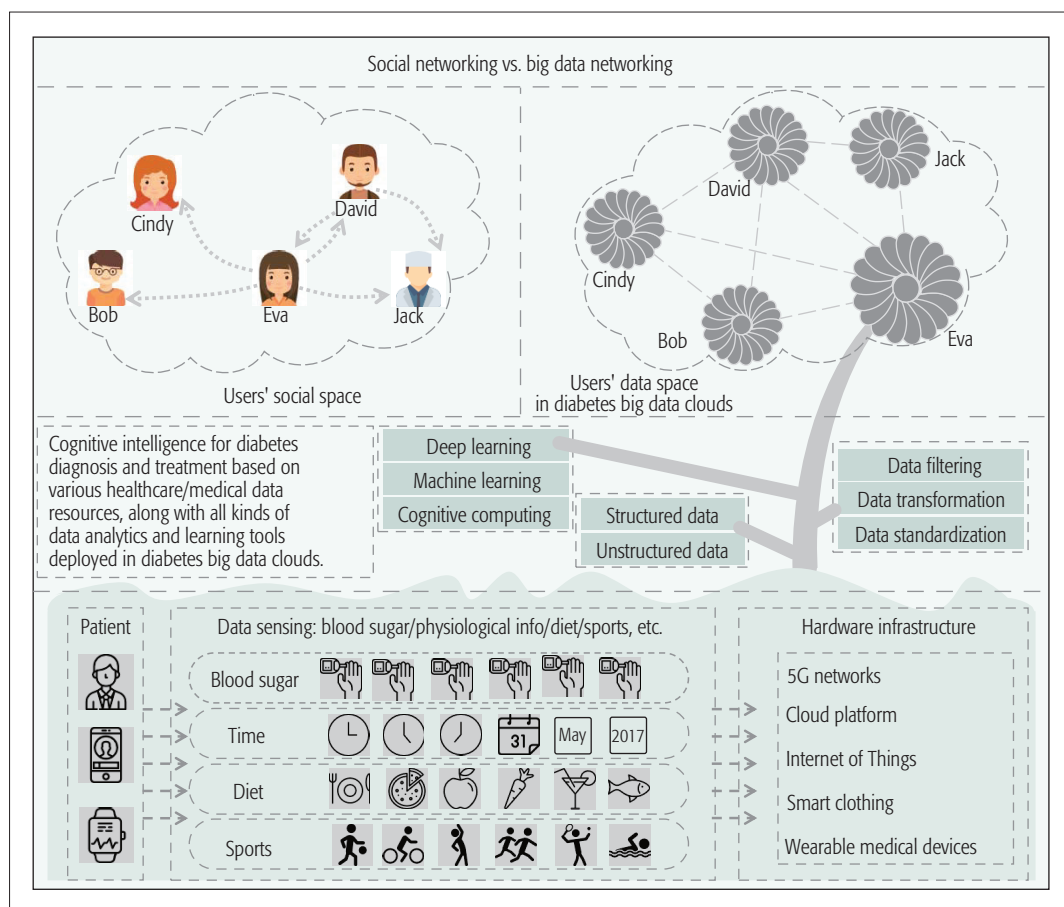 Social networking vs. big data networking
Cindy
David
Bob
Eva
Jack
Users' social space
David
Jack
Cindy
Bob
Eva
Users' data space
in diabetes big data clouds
Cognitive intelligence for diabetes
diagnosis and treatment based on
various healthcare/medical data
resources, along with all kinds of
data analytics and learning tools
deployed in diabetes big data clouds.
Deep learning
Machine learning
Cognitive computing
Structured data
Unstructured data
Data filtering
Data transformation
Data standardization
Patient
Data sensing: blood sugar/physiological info/diet/sports, etc.
Blood sugar
Time
31
May
2017
Diet
Sports
Hardware infrastructure
5G networks
Cloud platform
Internet of Things
Smart clothing
Wearable medical devices